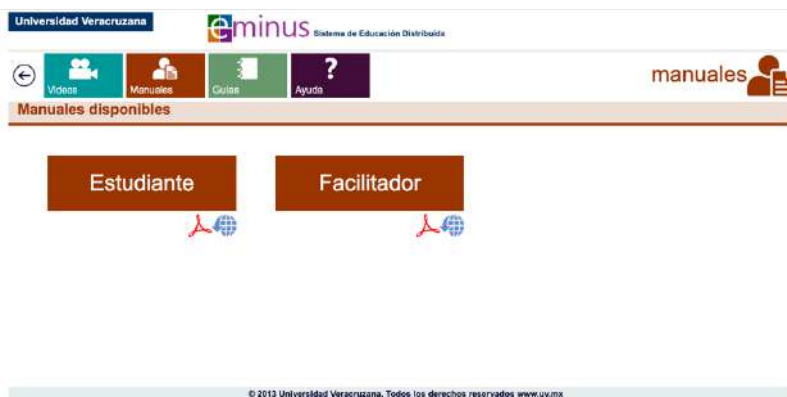 Universidad Veracruzana
eminus Sistema de Educación Distribuida
Videos Manuales Guías Ayuda
manuales
Manuales disponibles
Estudiante Facilitador
© 2013 Universidad Veracruzana. Todos los derechos reservados www.uv.mx